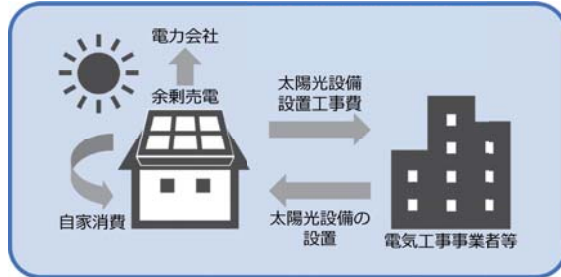 電力会社
余剰売電
太陽光設備
設置工事費
自家消費
太陽光設備の
設置
電気工事事業者等